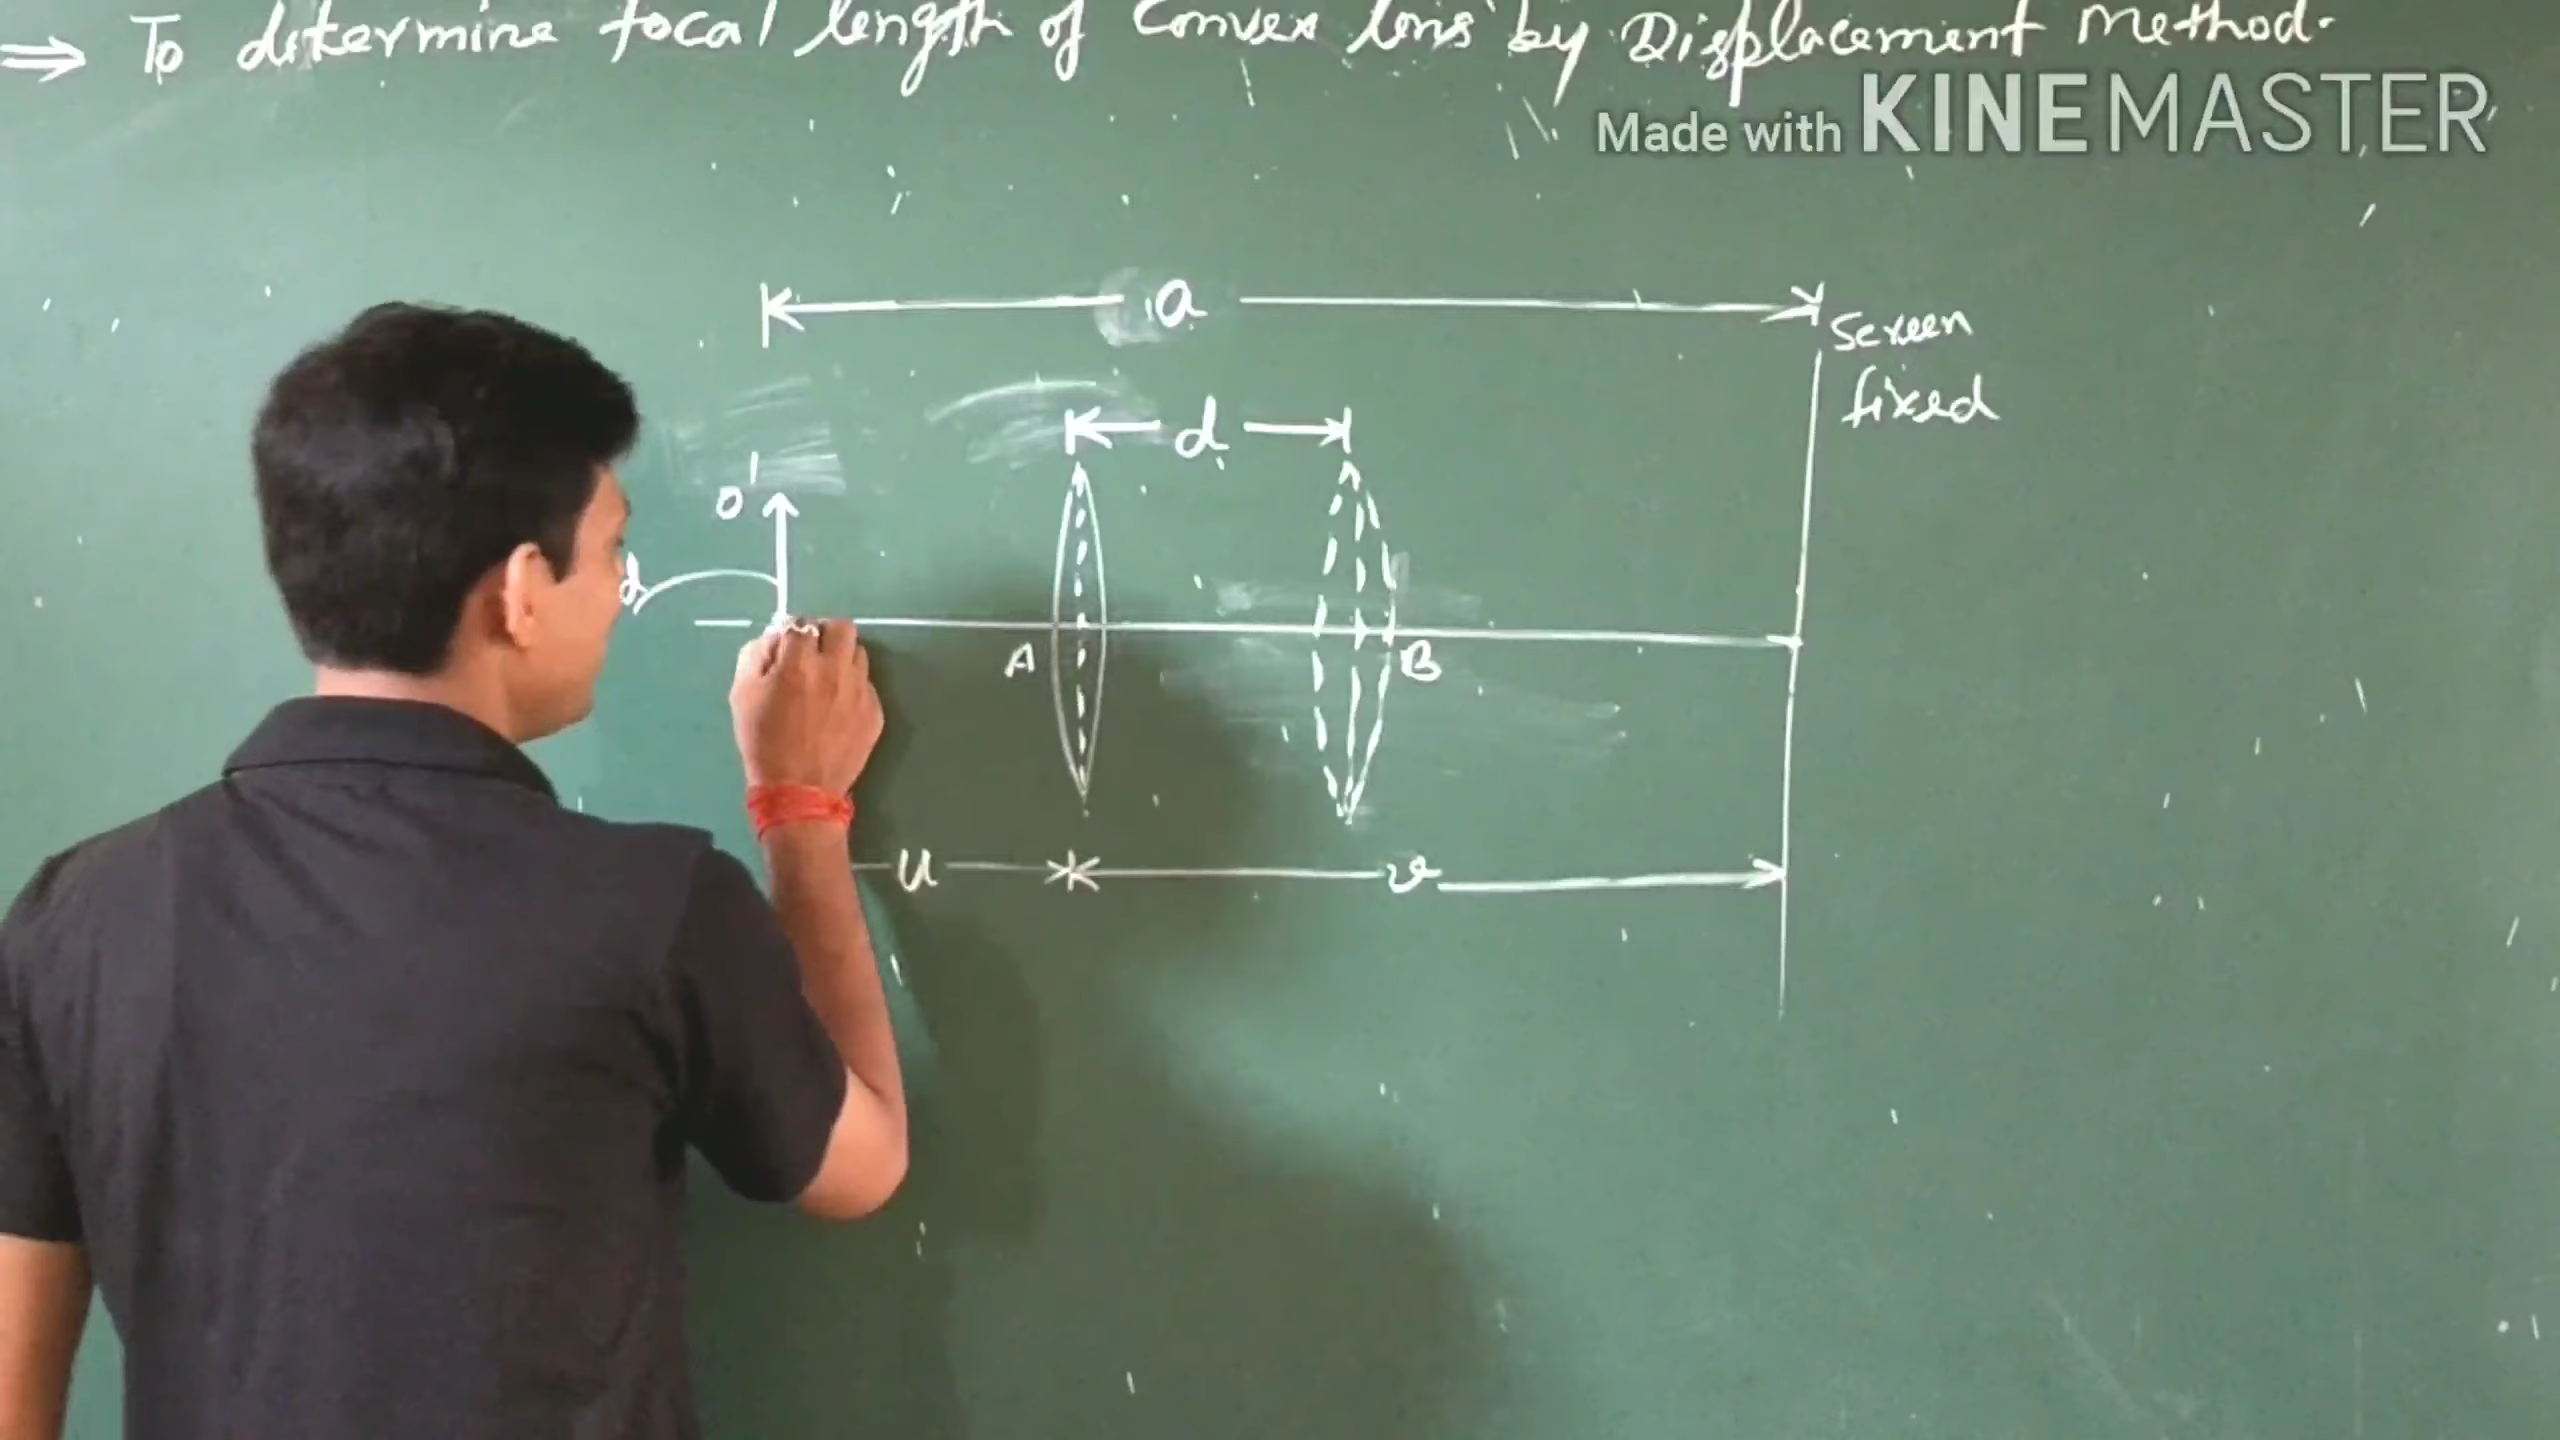 ⇒ To determine focal length of Convex lens by Displacement Method.
Made with KINEMASTER
a
Screen
fixed
d
O'
A
B
u
v